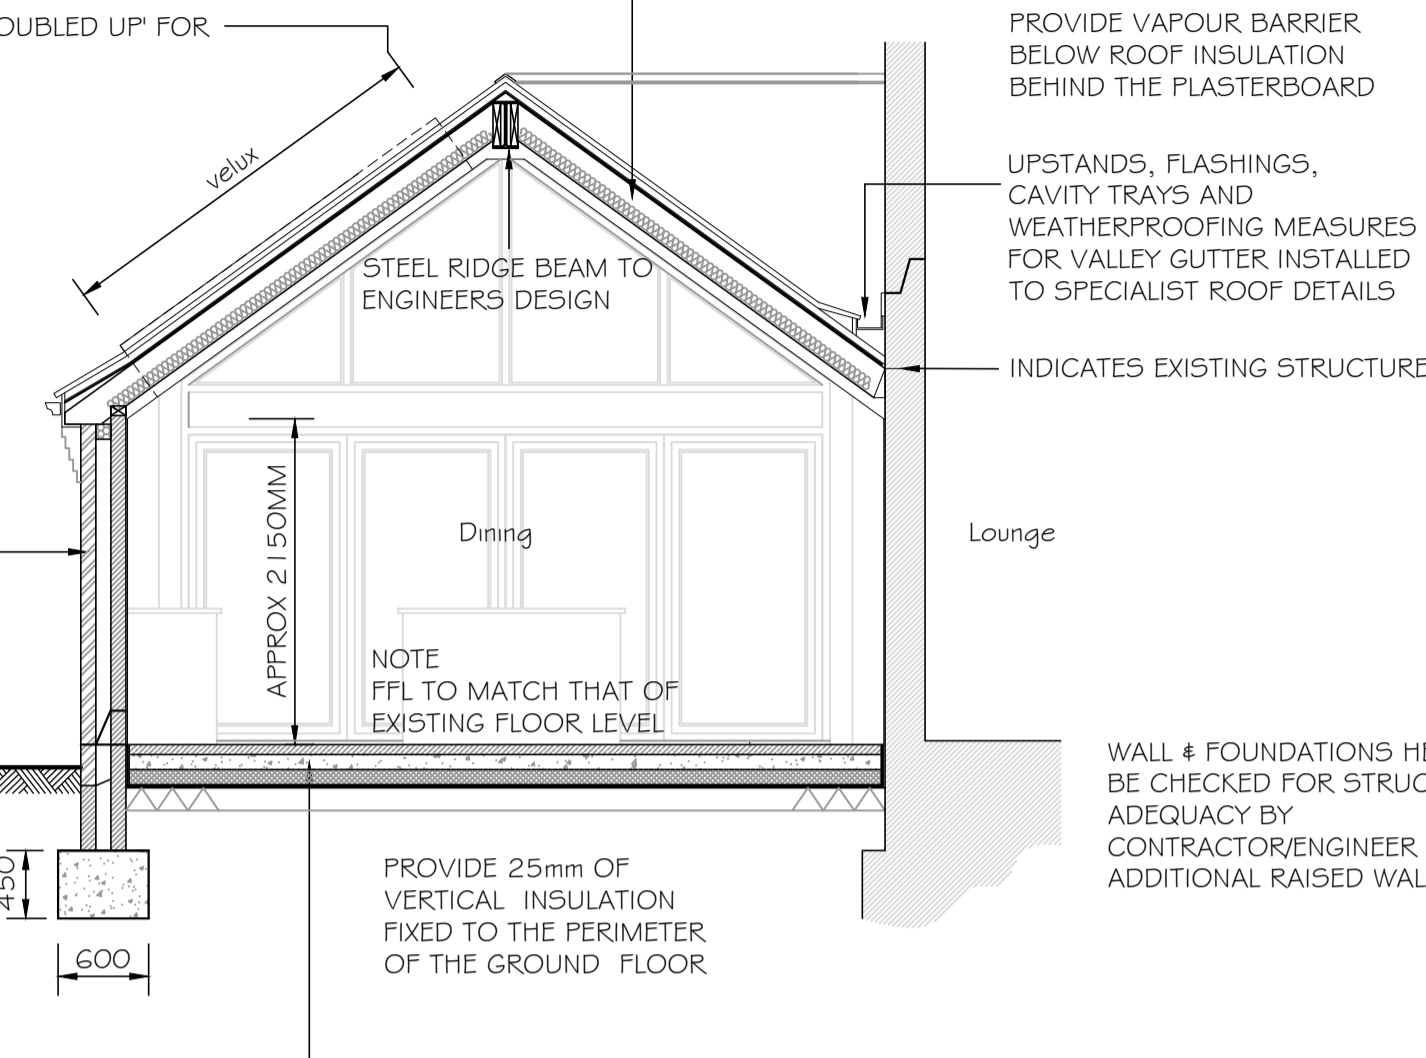 OUBLED UP' FOR
velux
PROVIDE VAPOUR BARRIER
BELOW ROOF INSULATION
BEHIND THE PLASTERBOARD
UPSTANDS, FLASHINGS,
CAVITY TRAYS AND
WEATHERPROOFING MEASURES
FOR VALLEY GUTTER INSTALLED
TO SPECIALIST ROOF DETAILS
STEEL RIDGE BEAM TO
ENGINEERS DESIGN
INDICATES EXISTING STRUCTURE
APPROX 2150MM
Dining
Lounge
NOTE
FFL TO MATCH THAT OF
EXISTING FLOOR LEVEL
WALL & FOUNDATIONS HE
BE CHECKED FOR STRUC
ADEQUACY BY
CONTRACTOR/ENGINEER
ADDITIONAL RAISED WAL
450
600
PROVIDE 25mm OF
VERTICAL INSULATION
FIXED TO THE PERIMETER
OF THE GROUND FLOOR